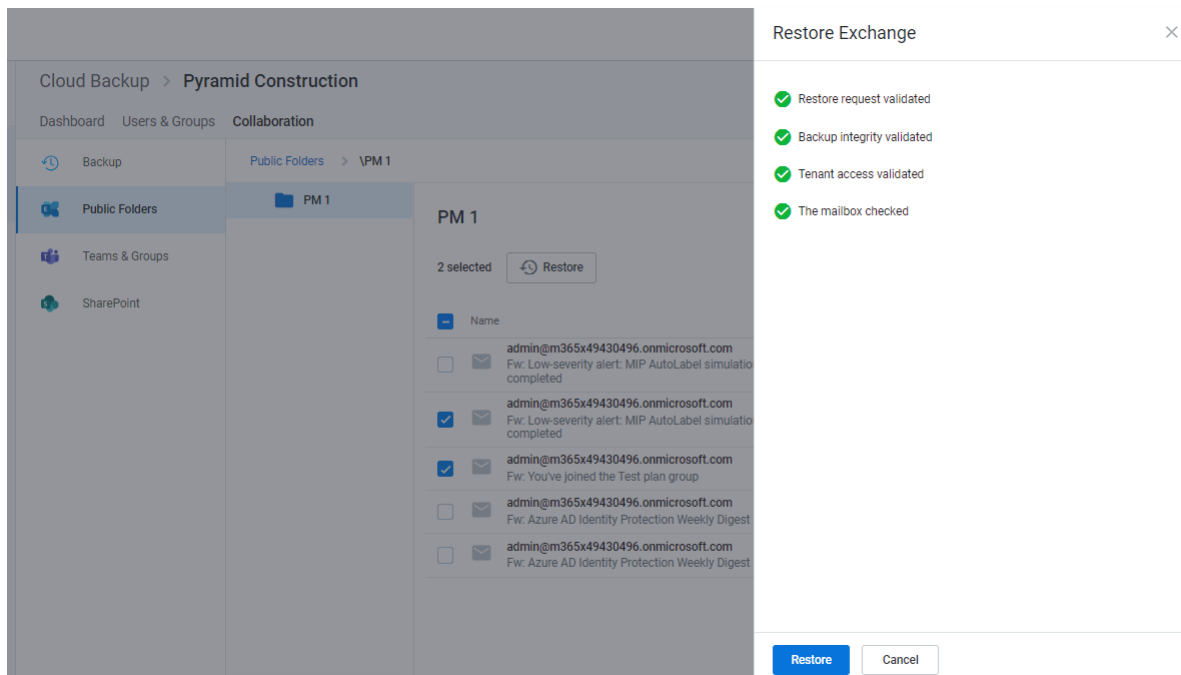 Restore Exchange
Cloud Backup > Pyramid Construction
Dashboard Users & Groups Collaboration
Backup
Public Folders
Teams & Groups
SharePoint
Public Folders > \PM 1
PM 1
PM 1
2 selected Restore
Name
admin@m365x49430496.onmicrosoft.com
Fw: Low-severity alert: MIP AutoLabel simulatio
completed
admin@m365x49430496.onmicrosoft.com
Fw: Low-severity alert: MIP AutoLabel simulatio
completed
admin@m365x49430496.onmicrosoft.com
Fw: You've joined the Test plan group
admin@m365x49430496.onmicrosoft.com
Fw: Azure AD Identity Protection Weekly Digest
admin@m365x49430496.onmicrosoft.com
Fw: Azure AD Identity Protection Weekly Digest
Restore request validated
Backup integrity validated
Tenant access validated
The mailbox checked
Restore Cancel